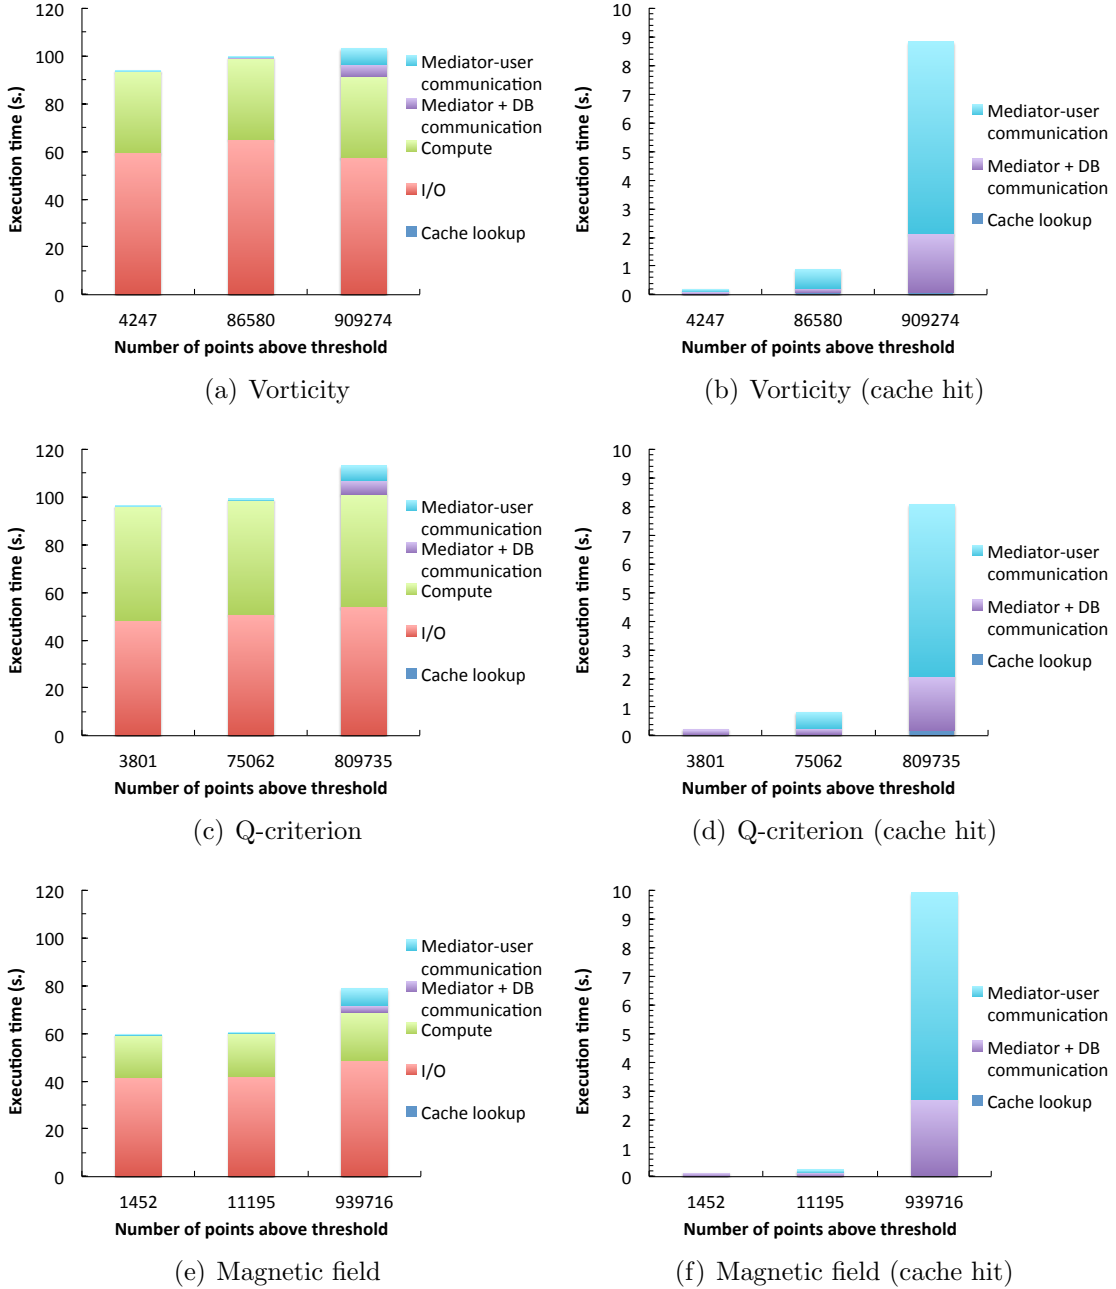 120
100
80
60
40
20
0
Execution time (s.)
4247 86580 909274
Number of points above threshold
Mediator-user
communication
Mediator + DB
communication
Compute
I/O
Cache lookup
(a) Vorticity
10
9
8
7
6
5
4
3
2
1
0
Execution time (s.)
4247 86580 909274
Number of points above threshold
Mediator-user
communication
Mediator + DB
communication
Cache lookup
(b) Vorticity (cache hit)
120
100
80
60
40
20
0
Execution time (s.)
3801 75062 809735
Number of points above threshold
Mediator-user
communication
Mediator + DB
communication
Compute
I/O
Cache lookup
(c) Q-criterion
10
9
8
7
6
5
4
3
2
1
0
Execution time (s.)
3801 75062 809735
Number of points above threshold
Mediator-user
communication
Mediator + DB
communication
Cache lookup
(d) Q-criterion (cache hit)
120
100
80
60
40
20
0
Execution time (s.)
1452 11195 939716
Number of points above threshold
Mediator-user
communication
Mediator + DB
communication
Compute
I/O
Cache lookup
(e) Magnetic field
10
9
8
7
6
5
4
3
2
1
0
Execution time (s.)
1452 11195 939716
Number of points above threshold
Mediator-user
communication
Mediator + DB
communication
Cache lookup
(f) Magnetic field (cache hit)